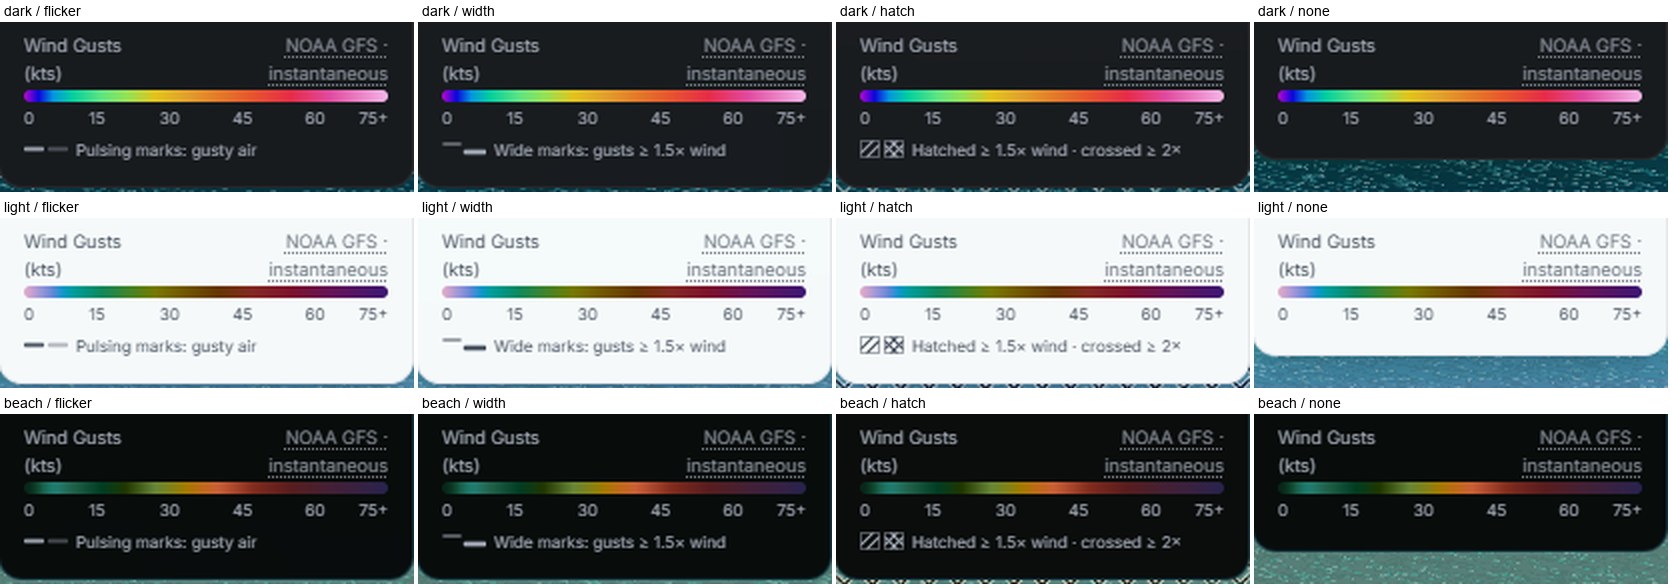 dark / flicker
Wind Gusts NOAA GFS ·
(kts) instantaneous
0 15 30 45 60 75+
Pulsing marks: gusty air
dark / width
Wind Gusts NOAA GFS ·
(kts) instantaneous
0 15 30 45 60 75+
Wide marks: gusts ≥ 1.5× wind
dark / hatch
Wind Gusts NOAA GFS ·
(kts) instantaneous
0 15 30 45 60 75+
Hatched ≥ 1.5× wind · crossed ≥ 2×
dark / none
Wind Gusts NOAA GFS ·
(kts) instantaneous
0 15 30 45 60 75+
light / flicker
Wind Gusts NOAA GFS ·
(kts) instantaneous
0 15 30 45 60 75+
Pulsing marks: gusty air
light / width
Wind Gusts NOAA GFS ·
(kts) instantaneous
0 15 30 45 60 75+
Wide marks: gusts ≥ 1.5× wind
light / hatch
Wind Gusts NOAA GFS ·
(kts) instantaneous
0 15 30 45 60 75+
Hatched ≥ 1.5× wind · crossed ≥ 2×
light / none
Wind Gusts NOAA GFS ·
(kts) instantaneous
0 15 30 45 60 75+
beach / flicker
Wind Gusts NOAA GFS ·
(kts) instantaneous
0 15 30 45 60 75+
Pulsing marks: gusty air
beach / width
Wind Gusts NOAA GFS ·
(kts) instantaneous
0 15 30 45 60 75+
Wide marks: gusts ≥ 1.5× wind
beach / hatch
Wind Gusts NOAA GFS ·
(kts) instantaneous
0 15 30 45 60 75+
Hatched ≥ 1.5× wind · crossed ≥ 2×
beach / none
Wind Gusts NOAA GFS ·
(kts) instantaneous
0 15 30 45 60 75+